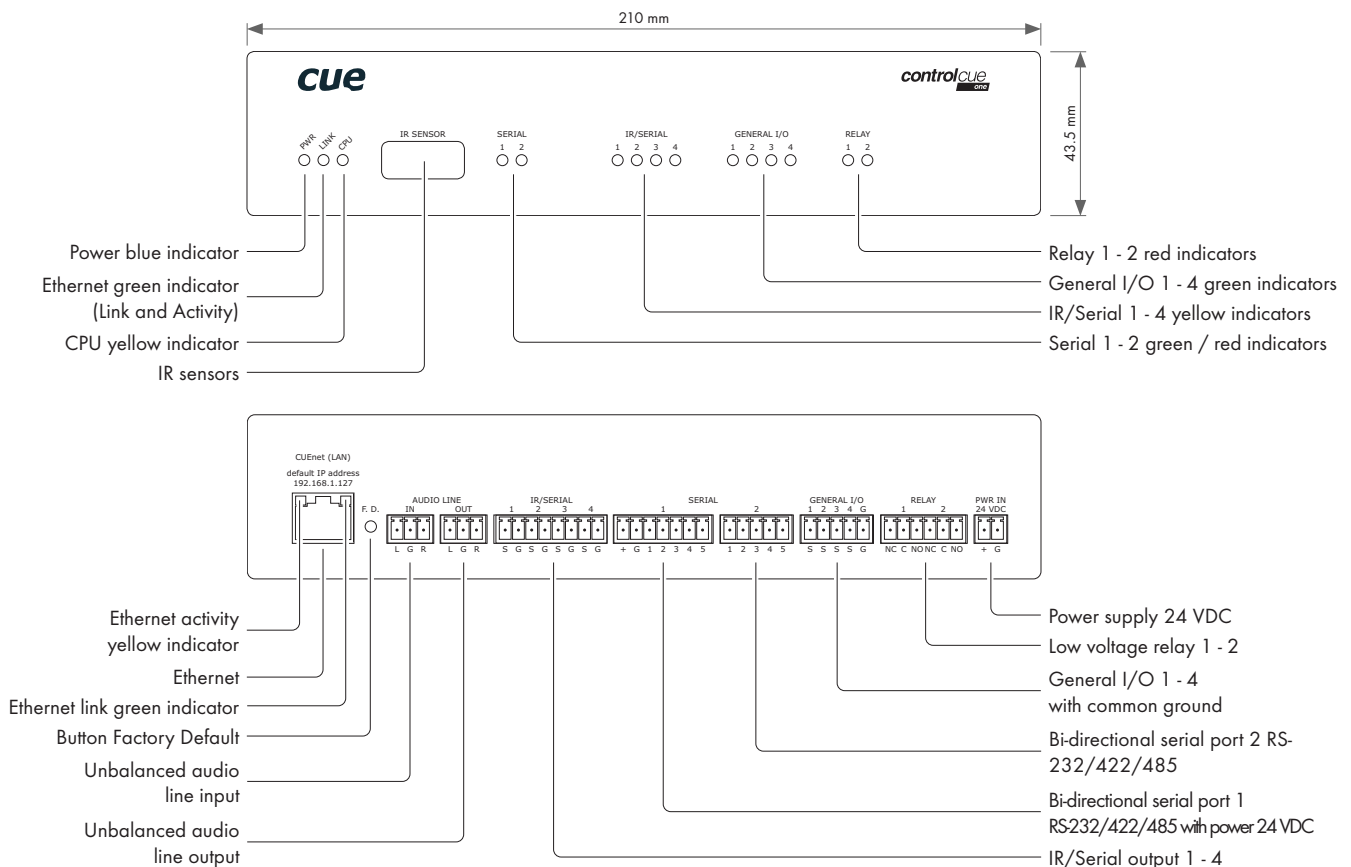 210 mm
cue
controlcue
one
43.5 mm
PWR
LINK
CPU
IR SENSOR
SERIAL
1 2
IR/SERIAL
1 2 3 4
GENERAL I/O
1 2 3 4
RELAY
1 2
Power blue indicator
Ethernet green indicator
(Link and Activity)
CPU yellow indicator
IR sensors
Relay 1 - 2 red indicators
General I/O 1 - 4 green indicators
IR/Serial 1 - 4 yellow indicators
Serial 1 - 2 green / red indicators
CUEnet (LAN)
default IP address
192.168.1.127
F. D.
AUDIO LINE
IN OUT
L G R L G R
IR/SERIAL
1 2 3 4
S G S G S G S G
SERIAL
1 2
+ G 1 2 3 4 5 1 2 3 4 5
GENERAL I/O
1 2 3 4 G
S S S S G
RELAY
1 2
NC C NO NC C NO
PWR IN
24 VDC
+ G
Ethernet activity
yellow indicator
Ethernet
Ethernet link green indicator
Button Factory Default
Unbalanced audio
line input
Unbalanced audio
line output
Power supply 24 VDC
Low voltage relay 1 - 2
General I/O 1 - 4
with common ground
Bi-directional serial port 2 RS-
232/422/485
Bi-directional serial port 1
RS-232/422/485 with power 24 VDC
IR/Serial output 1 - 4